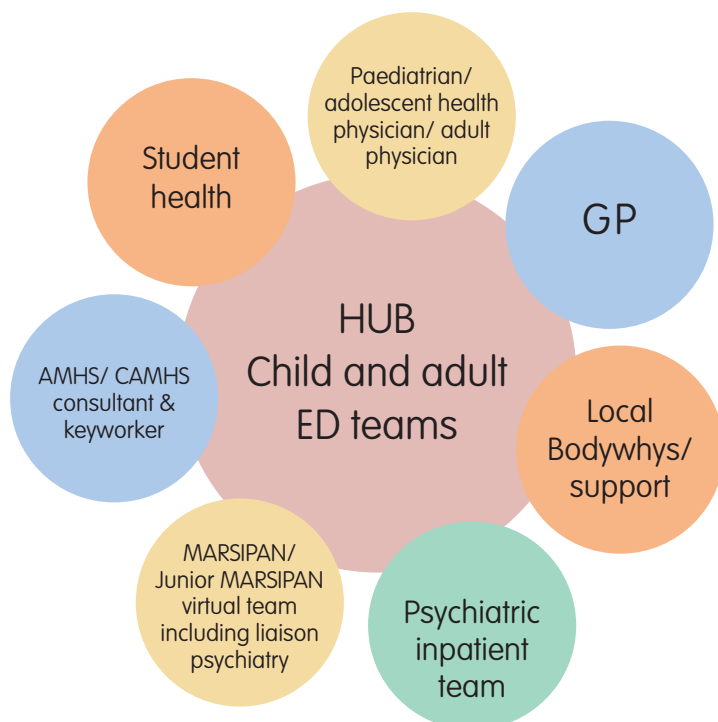 Paediatrian/
adolescent health
physician/ adult
physician
Student
health
GP
HUB
Child and adult
ED teams
AMHS/ CAMHS
consultant &
keyworker
Local
Bodywhys/
support
MARSIPAN/
Junior MARSIPAN
virtual team
including liaison
psychiatry
Psychiatric
inpatient
team